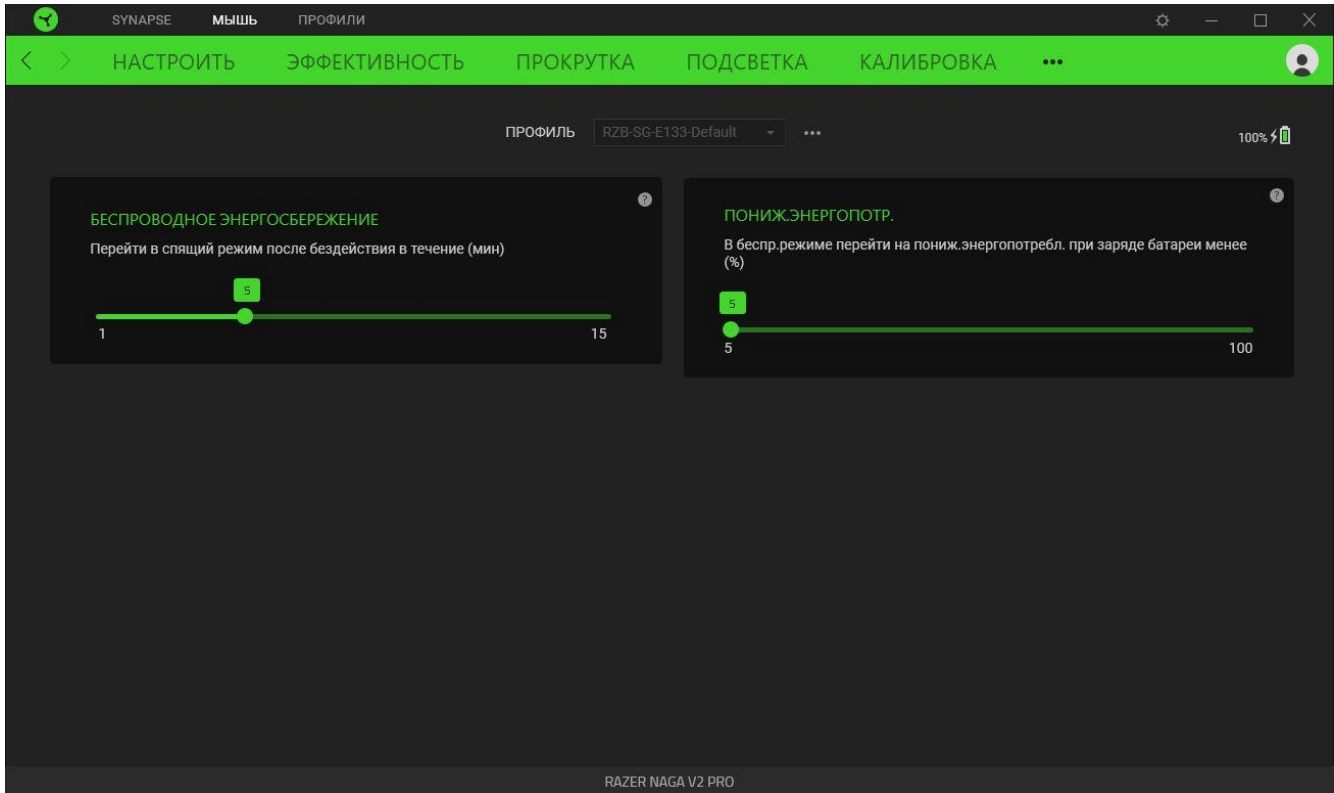 SYNAPSE МЫШЬ ПРОФИЛИ
НАСТРОИТЬ ЭФФЕКТИВНОСТЬ ПРОКРУТКА ПОДСВЕТКА КАЛИБРОВКА •••
ПРОФИЛЬ RZB-SG-E133-Default •••
100%
БЕСПРОВОДНОЕ ЭНЕРГОСБЕРЕЖЕНИЕ
Перейти в спящий режим после бездействия в течение (мин)
5
1 15
ПОНИЖ.ЭНЕРГОПОТР.
В беспр.режиме перейти на пониж.энергопотребл. при заряде батареи менее
(%)
5
5 100
RAZER NAGA V2 PRO